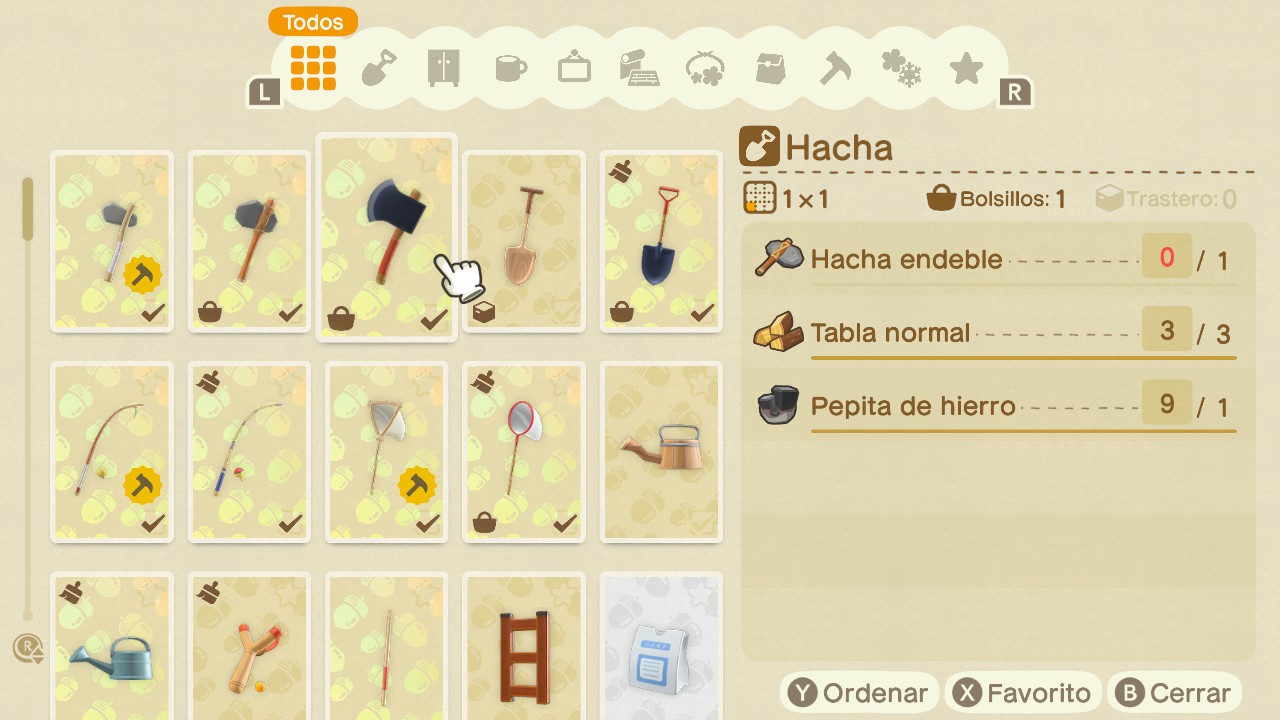 Todos
L
R
Hacha
1×1
Bolsillos: 1
Trastero: 0
Hacha endeble 0 / 1
Tabla normal 3 / 3
Pepita de hierro 9 / 1
R
Y Ordenar
X Favorito
B Cerrar